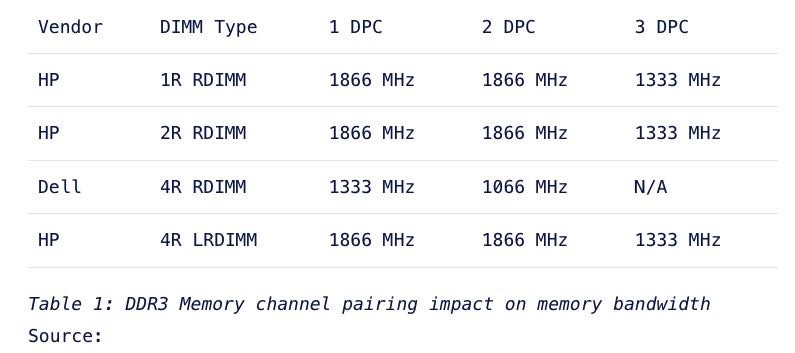 Vendor DIMM Type 1 DPC 2 DPC 3 DPC
HP 1R RDIMM 1866 MHz 1866 MHz 1333 MHz
HP 2R RDIMM 1866 MHz 1866 MHz 1333 MHz
Dell 4R RDIMM 1333 MHz 1066 MHz N/A
HP 4R LRDIMM 1866 MHz 1866 MHz 1333 MHz
Table 1: DDR3 Memory channel pairing impact on memory bandwidth
Source: